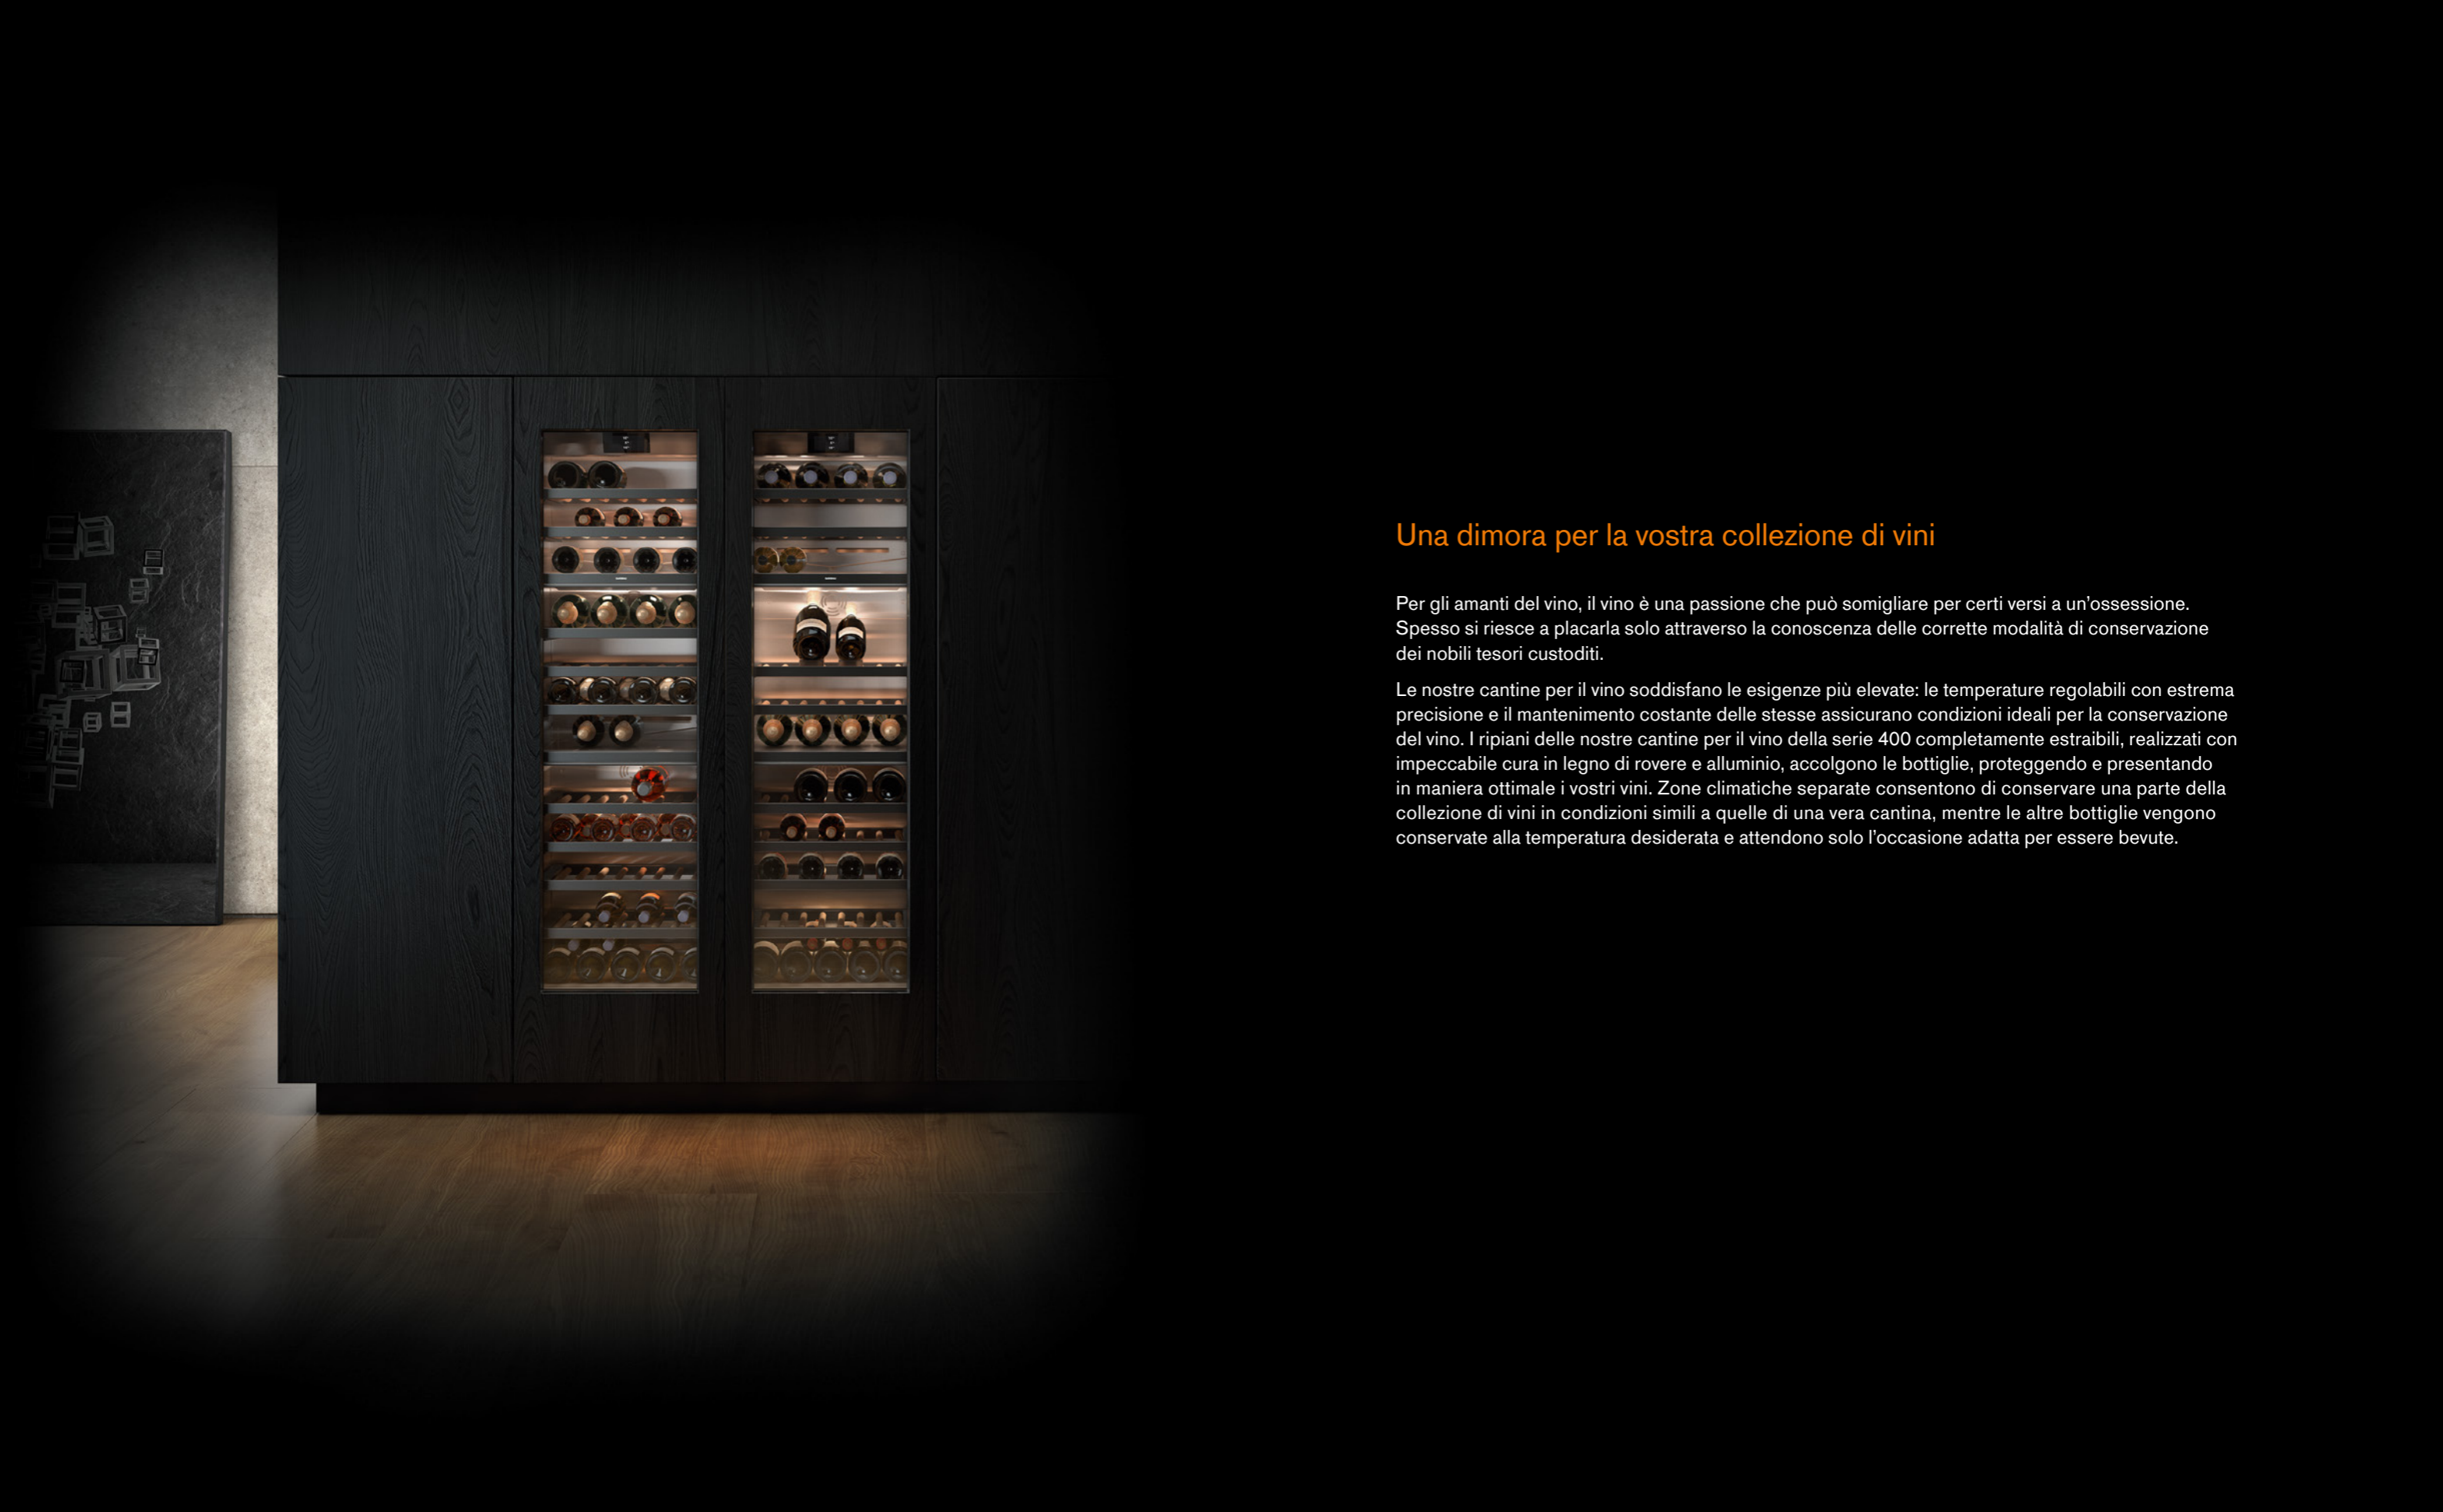 Una dimora per la vostra collezione di vini
Per gli amanti del vino, il vino è una passione che può somigliare per certi versi a un’ossessione.
Spesso si riesce a placarla solo attraverso la conoscenza delle corrette modalità di conservazione
dei nobili tesori custoditi.
Le nostre cantine per il vino soddisfano le esigenze più elevate: le temperature regolabili con estrema
precisione e il mantenimento costante delle stesse assicurano condizioni ideali per la conservazione
del vino. I ripiani delle nostre cantine per il vino della serie 400 completamente estraibili, realizzati con
impeccabile cura in legno di rovere e alluminio, accolgono le bottiglie, proteggendo e presentando
in maniera ottimale i vostri vini. Zone climatiche separate consentono di conservare una parte della
collezione di vini in condizioni simili a quelle di una vera cantina, mentre le altre bottiglie vengono
conservate alla temperatura desiderata e attendono solo l’occasione adatta per essere bevute.